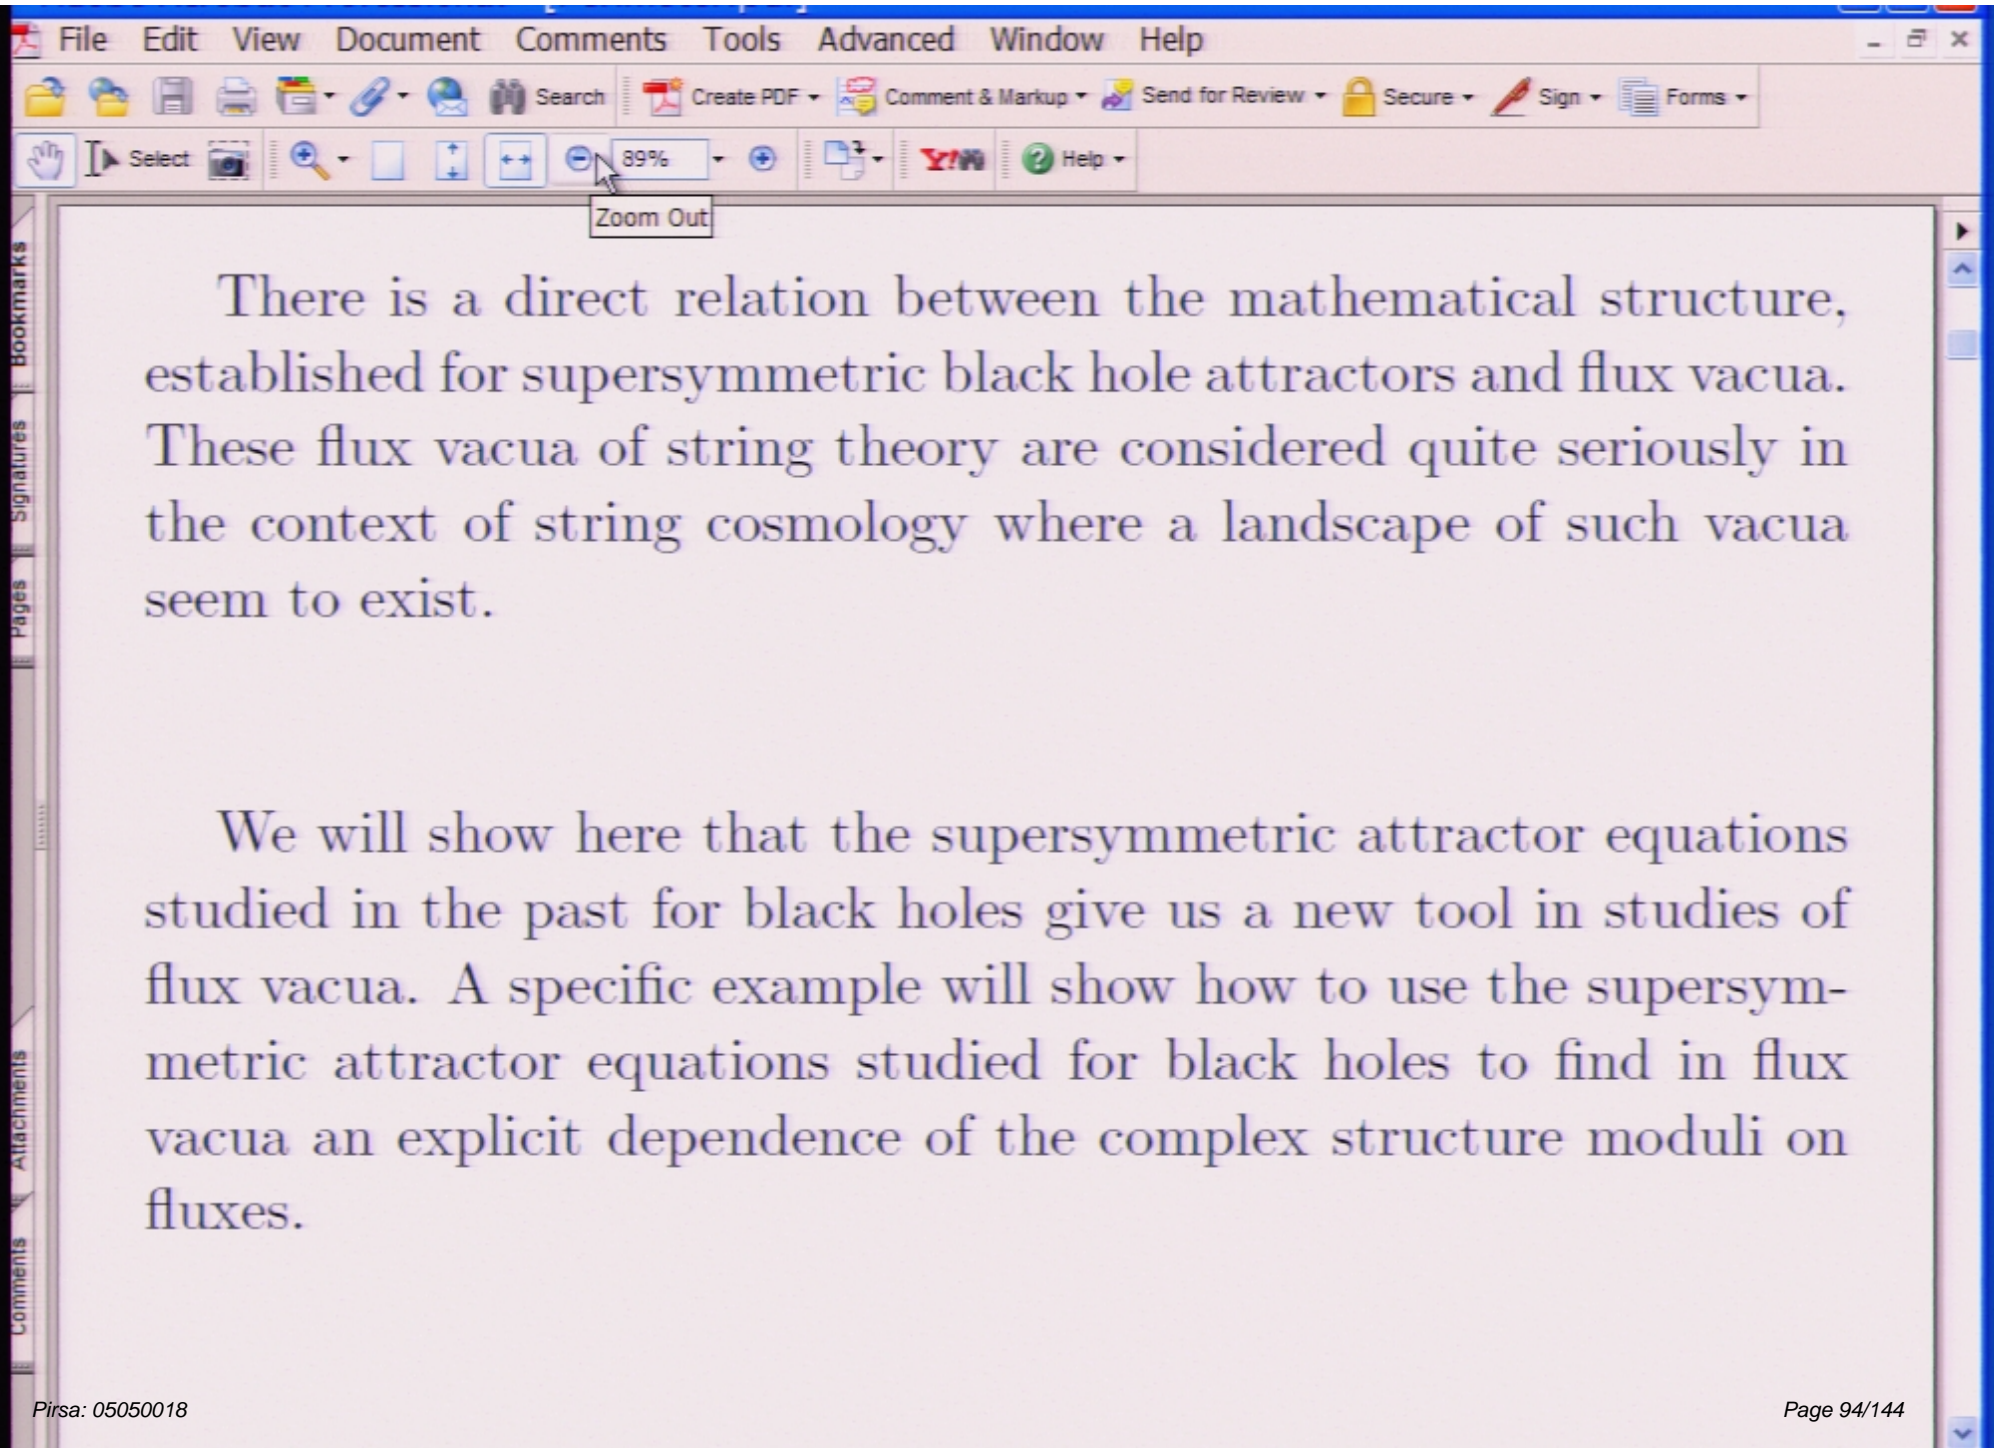 File Edit View Document Comments Tools Advanced Window Help
Search Create PDF Comment & Markup Send for Review Secure Sign Forms
Select 89% Y! Help
Zoom Out
Bookmarks
Signatures
Pages
Attachments
Comments
There is a direct relation between the mathematical structure,
established for supersymmetric black hole attractors and flux vacua.
These flux vacua of string theory are considered quite seriously in
the context of string cosmology where a landscape of such vacua
seem to exist.
We will show here that the supersymmetric attractor equations
studied in the past for black holes give us a new tool in studies of
flux vacua. A specific example will show how to use the supersym-
metric attractor equations studied for black holes to find in flux
vacua an explicit dependence of the complex structure moduli on
fluxes.
Pirsa: 05050018
Page 94/144